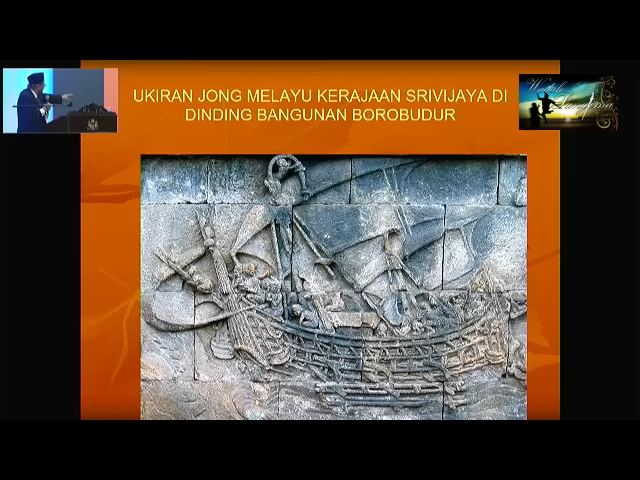 UKIRAN JONG MELAYU KERAJAAN SRIVIJAYA DI
DINDING BANGUNAN BOROBUDUR